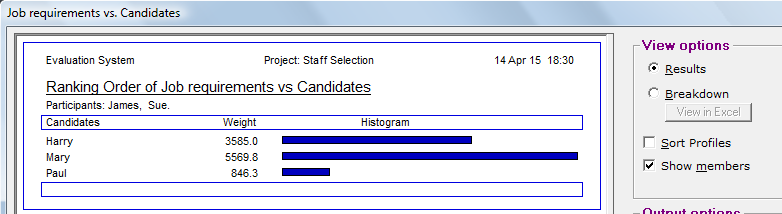 Job requirements vs. Candidates
Evaluation System Project: Staff Selection 14 Apr 15 18:30
Ranking Order of Job requirements vs Candidates
Participants: James, Sue.
Candidates Weight Histogram
Harry 3585.0
Mary 5569.8
Paul 846.3
View options
Results
Breakdown
View in Excel
Sort Profiles
Show members
Output options